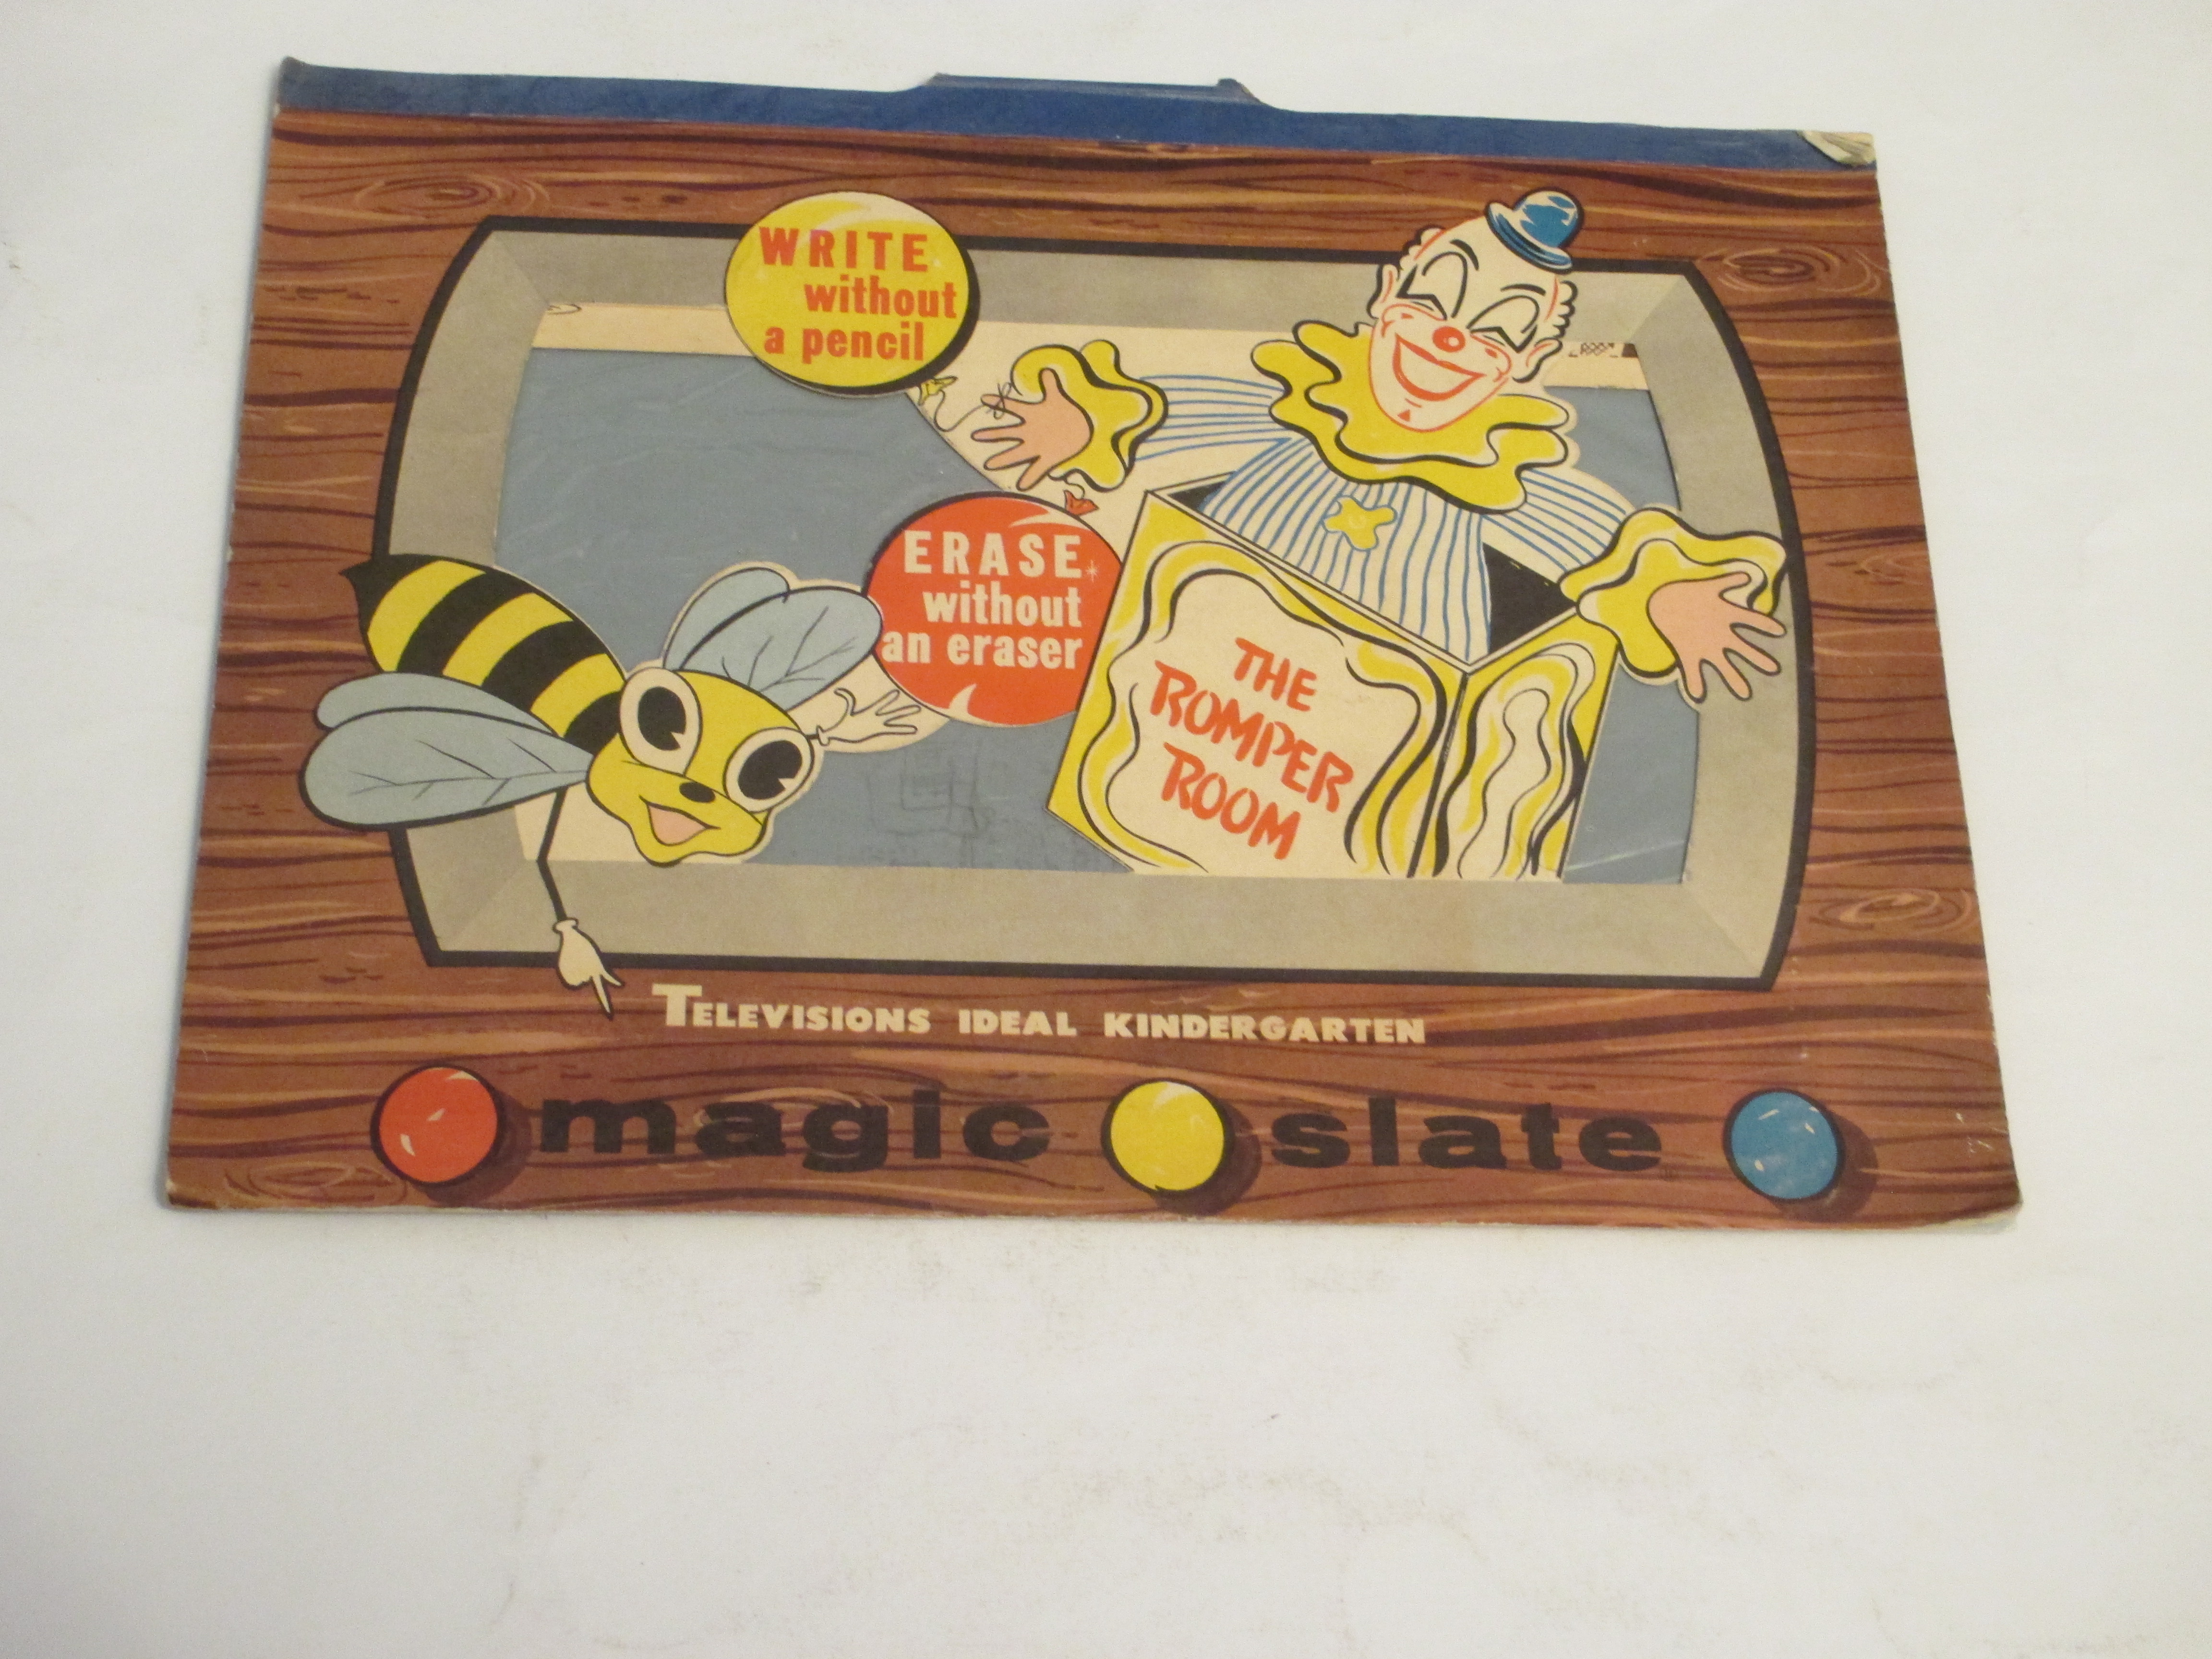 WRITE
without
a pencil
ERASE
without
an eraser
THE
ROMPER
ROOM
TELEVISIONS IDEAL KINDERGARTEN
magic slate